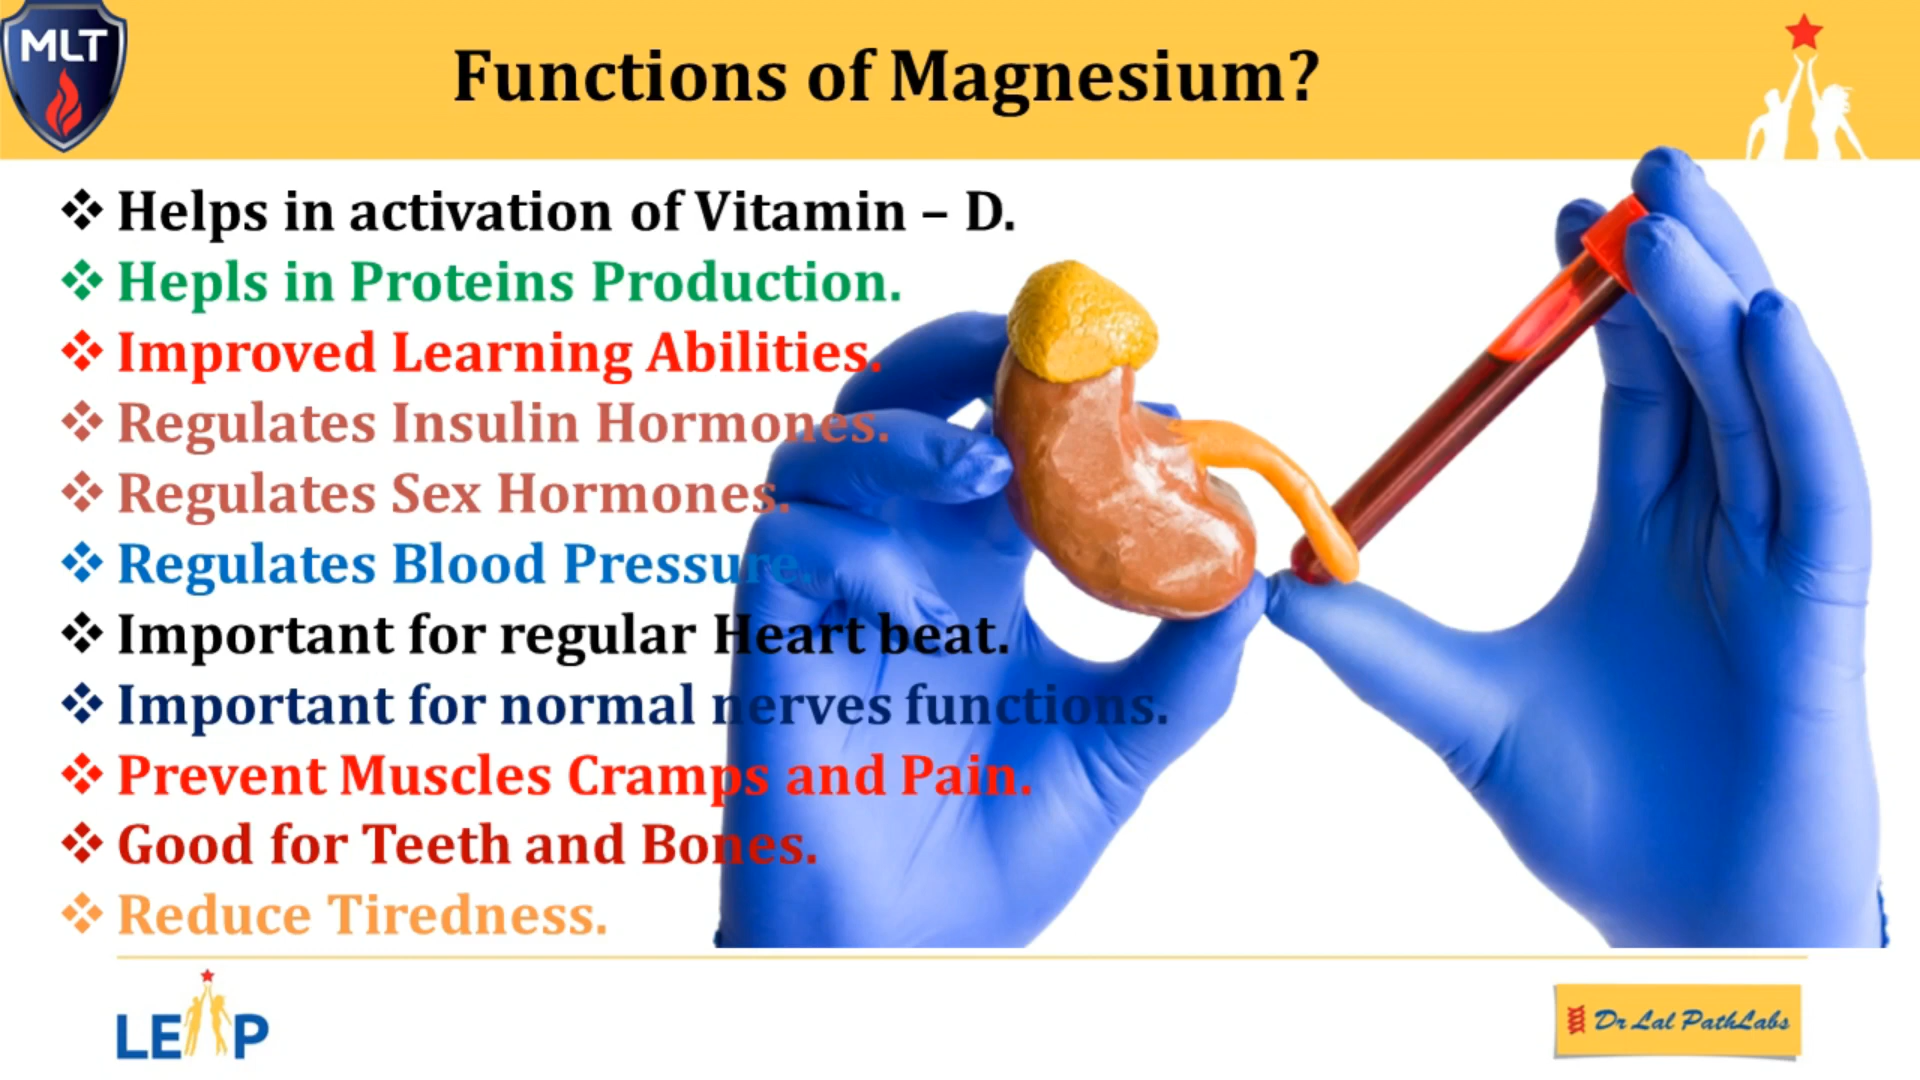 MLT
Functions of Magnesium?
❖ Helps in activation of Vitamin – D.
❖ Hepls in Proteins Production.
❖ Improved Learning Abilities.
❖ Regulates Insulin Hormones.
❖ Regulates Sex Hormones.
❖ Regulates Blood Pressure.
❖ Important for regular Heart beat.
❖ Important for normal nerves functions.
❖ Prevent Muscles Cramps and Pain.
❖ Good for Teeth and Bones.
❖ Reduce Tiredness.
LEAP
Dr Lal PathLabs